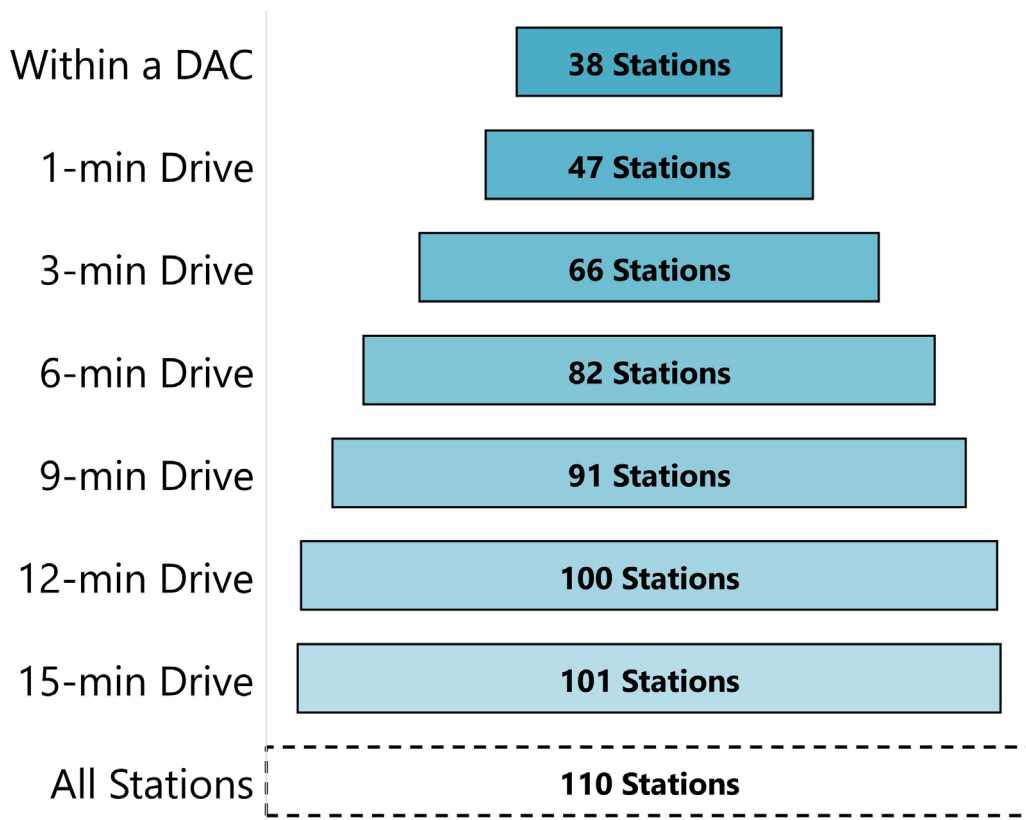 Within a DAC 38 Stations
1-min Drive 47 Stations
3-min Drive 66 Stations
6-min Drive 82 Stations
9-min Drive 91 Stations
12-min Drive 100 Stations
15-min Drive 101 Stations
All Stations 110 Stations